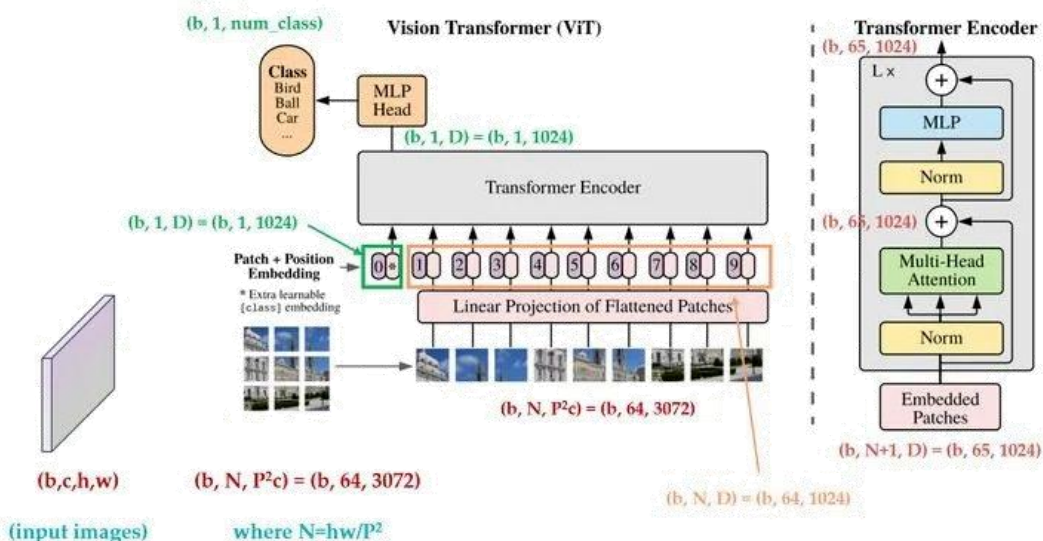 (b, 1, num_class)
Vision Transformer (ViT)
Class
Bird
Ball
Car
...
MLP
Head
(b, 1, D) = (b, 1, 1024)
Transformer Encoder
(b, 1, D) = (b, 1, 1024)
Patch + Position
Embedding
* Extra learnable
[class] embedding
0 *
1
2
3
4
5
6
7
8
9
Linear Projection of Flattened Patches
(b, N, P²c) = (b, 64, 3072)
(b,c,h,w)
(b, N, P²c) = (b, 64, 3072)
(b, N, D) = (b, 64, 1024)
(input images)
where N=hw/P²
Transformer Encoder
(b, 65, 1024)
L ×
+
MLP
Norm
(b, 65, 1024)
+
Multi-Head
Attention
Norm
Embedded
Patches
(b, N+1, D) = (b, 65, 1024)